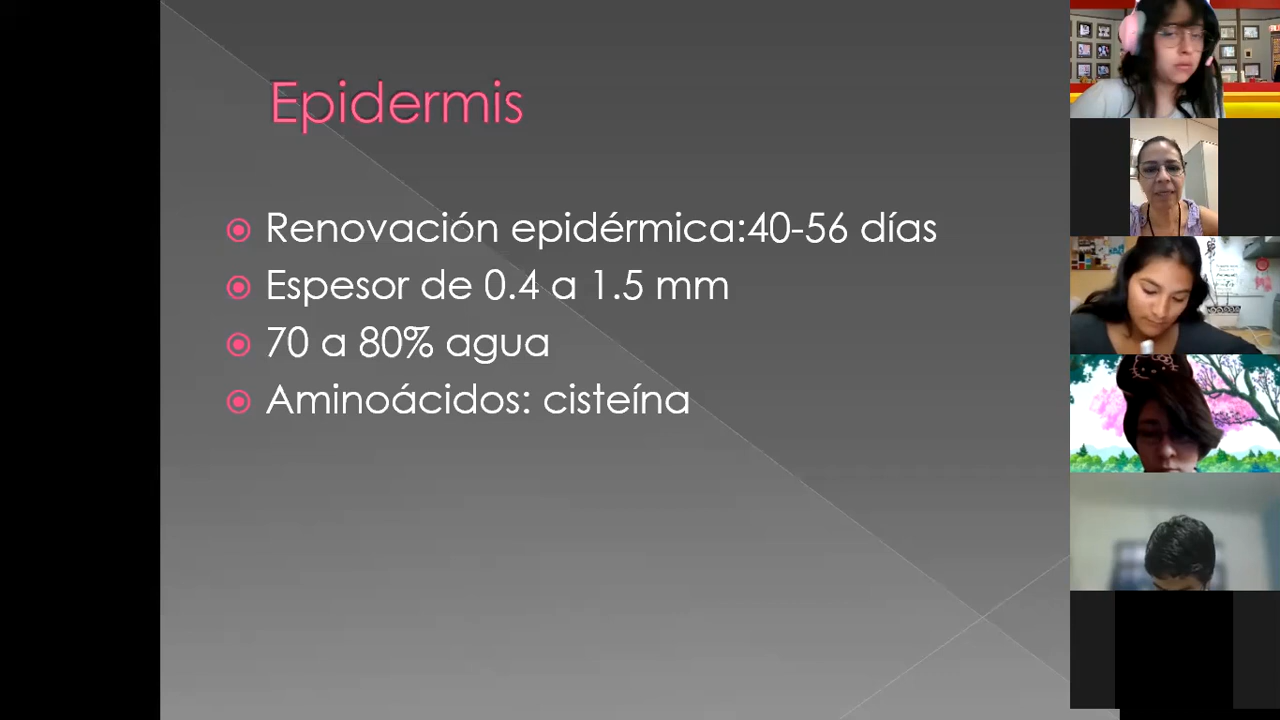 Epidermis
Renovación epidérmica:40-56 días
Espesor de 0.4 a 1.5 mm
70 a 80% agua
Aminoácidos: cisteína